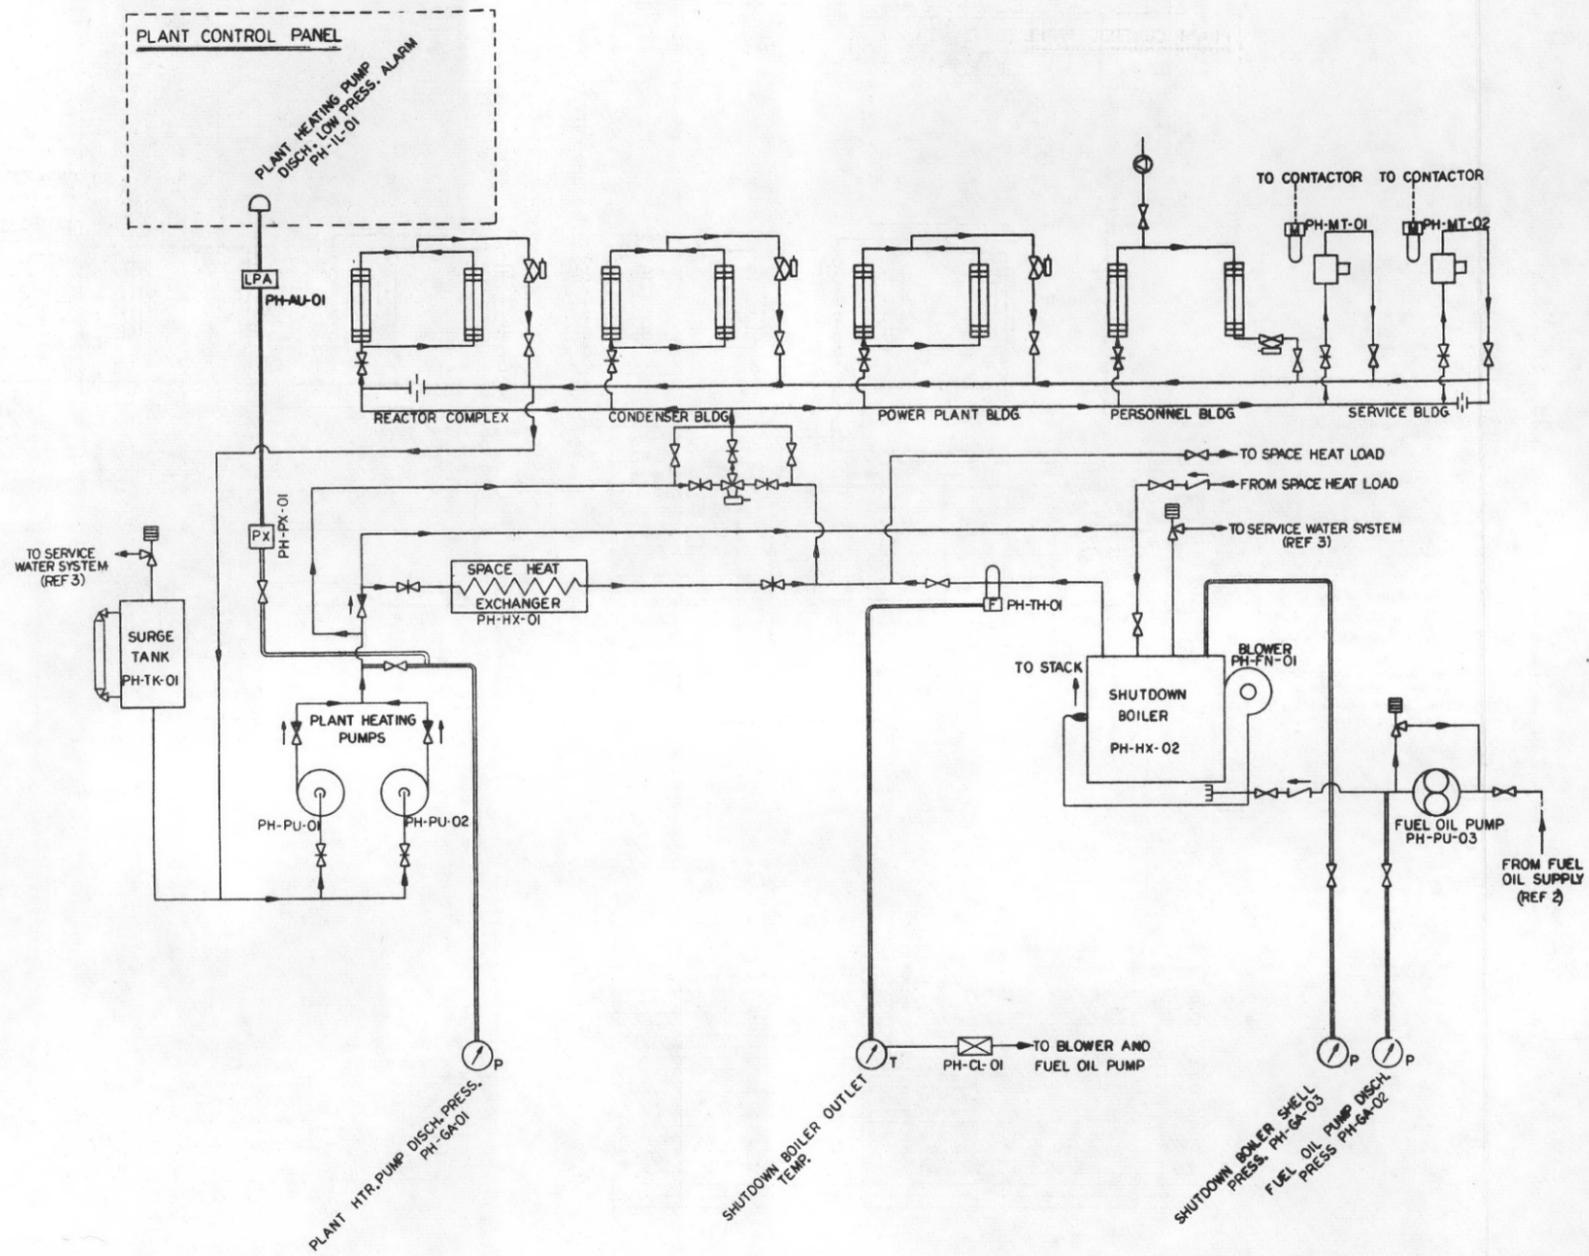 PLANT CONTROL PANEL
PLANT HEATING PUMP
DISCH. LOW PRESS. ALARM
PH-IL-01
LPA
PH-AU-01
TO CONTACTOR
TO CONTACTOR
M
PH-MT-01
M
PH-MT-02
REACTOR COMPLEX
CONDENSER BLDG.
POWER PLANT BLDG.
PERSONNEL BLDG.
SERVICE BLDG.
TO SPACE HEAT LOAD
FROM SPACE HEAT LOAD
TO SERVICE WATER SYSTEM
(REF 3)
PX
PH-PX-01
TO SERVICE
WATER SYSTEM
(REF 3)
SPACE HEAT
EXCHANGER
PH-HX-01
F
PH-TH-01
SURGE
TANK
PH-TK-01
TO STACK
BLOWER
PH-FN-01
SHUTDOWN
BOILER
PH-HX-02
PLANT HEATING
PUMPS
PH-PU-01
PH-PU-02
FUEL OIL PUMP
PH-PU-03
FROM FUEL
OIL SUPPLY
(REF 2)
P
PLANT HTR. PUMP DISCH. PRESS.
PH-GA-01
T
SHUTDOWN BOILER OUTLET
TEMP.
PH-CL-01
TO BLOWER AND
FUEL OIL PUMP
P
SHUTDOWN BOILER SHELL
PRESS. PH-GA-03
P
FUEL OIL PUMP DISCH.
PRESS PH-GA-02